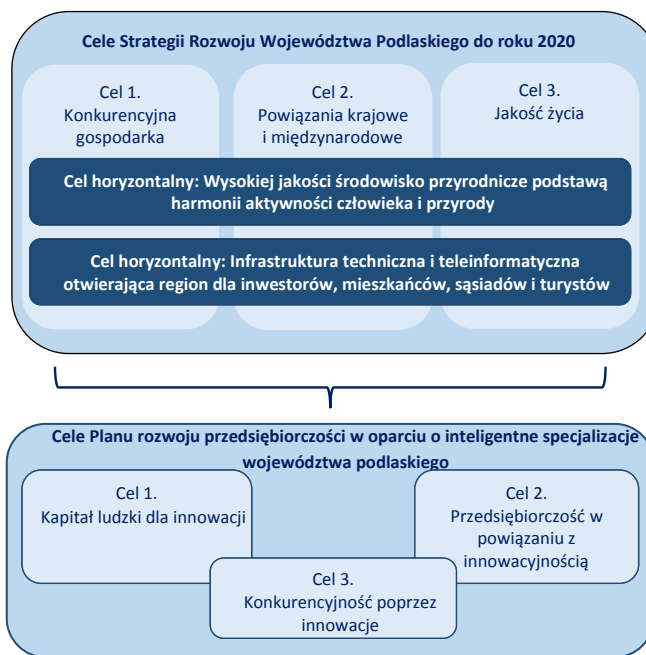 Cele Strategii Rozwoju Województwa Podlaskiego do roku 2020
Cel 1.
Konkurencyjna
gospodarka
Cel 2.
Powiązania krajowe
i międzynarodowe
Cel 3.
Jakość życia
Cel horyzontalny: Wysokiej jakości środowisko przyrodnicze podstawą
harmonii aktywności człowieka i przyrody
Cel horyzontalny: Infrastruktura techniczna i teleinformatyczna
otwierająca region dla inwestorów, mieszkańców, sąsiadów i turystów
Cele Planu rozwoju przedsiębiorczości w oparciu o inteligentne specjalizacje
województwa podlaskiego
Cel 1.
Kapitał ludzki dla innowacji
Cel 2.
Przedsiębiorczość w
powiązaniu z
innowacyjnością
Cel 3.
Konkurencyjność poprzez
innowacje